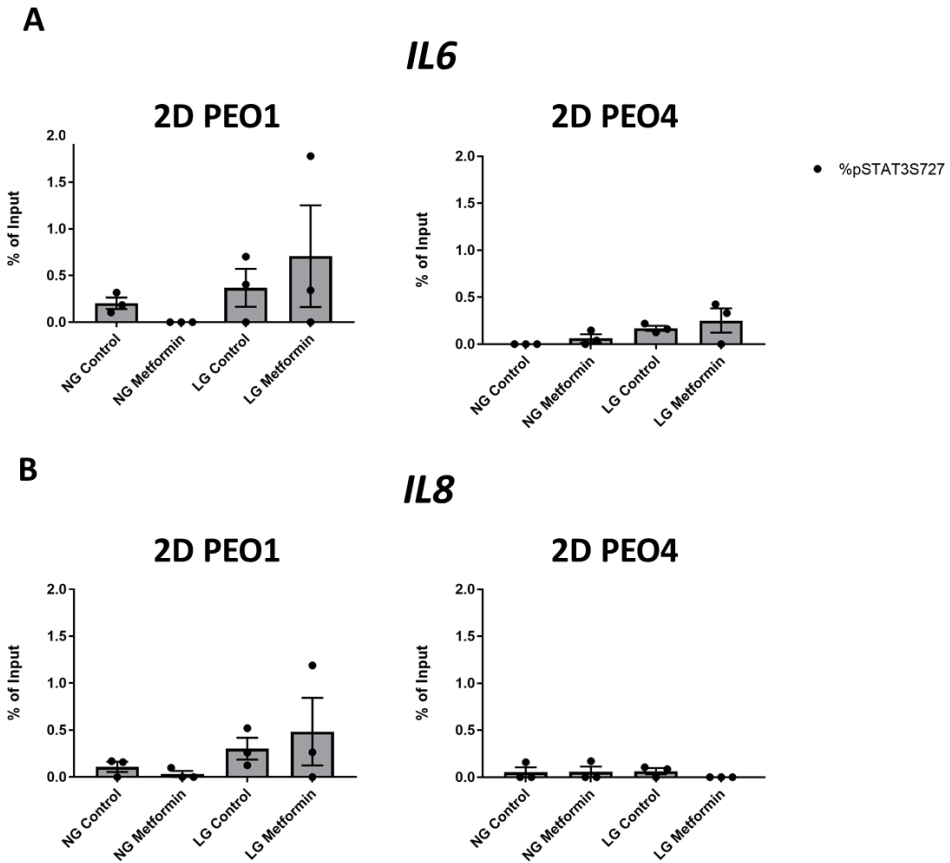 A
IL6
2D PEO1
2D PEO4
% of Input
2.0
1.5
1.0
0.5
0.0
NG Control
NG Metformin
LG Control
LG Metformin
% of Input
2.0
1.5
1.0
0.5
0.0
NG Control
NG Metformin
LG Control
LG Metformin
%pSTAT3S727
B
IL8
2D PEO1
2D PEO4
% of Input
2.0
1.5
1.0
0.5
0.0
NG Control
NG Metformin
LG Control
LG Metformin
% of Input
2.0
1.5
1.0
0.5
0.0
NG Control
NG Metformin
LG Control
LG Metformin